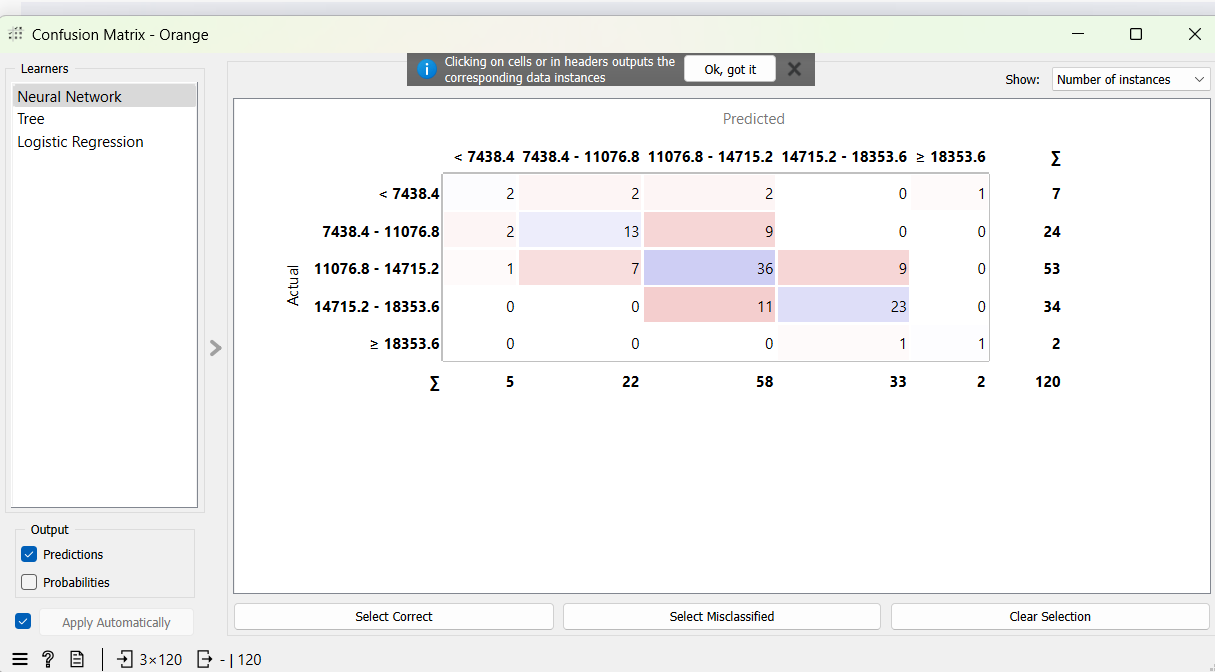 Confusion Matrix - Orange
Learners
Neural Network
Tree
Logistic Regression
Clicking on cells or in headers outputs the
corresponding data instances
Ok, got it
Show: Number of instances
Predicted
< 7438.4 7438.4 - 11076.8 11076.8 - 14715.2 14715.2 - 18353.6 ≥ 18353.6 ∑
Actual
< 7438.4 2 2 2 0 1 7
7438.4 - 11076.8 2 13 9 0 0 24
11076.8 - 14715.2 1 7 36 9 0 53
14715.2 - 18353.6 0 0 11 23 0 34
≥ 18353.6 0 0 0 1 1 2
∑ 5 22 58 33 2 120
Output
Predictions
Probabilities
Apply Automatically
Select Correct
Select Misclassified
Clear Selection
3×120 - | 120